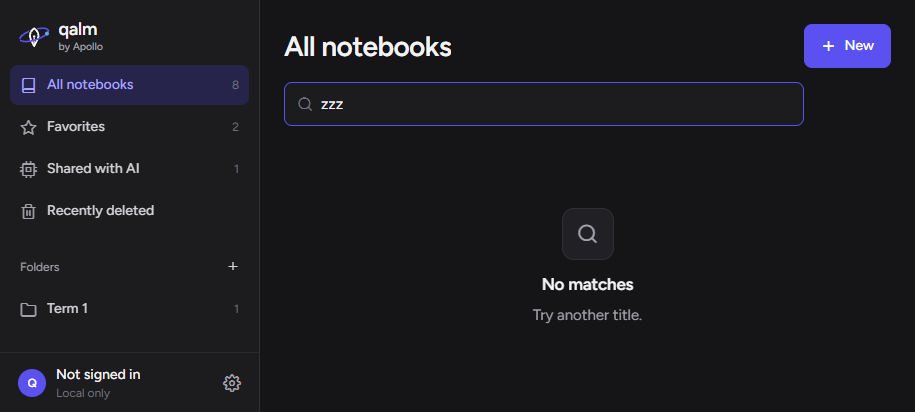 qalm
by Apollo
All notebooks 8
Favorites 2
Shared with AI 1
Recently deleted
Folders +
Term 1 1
Q
Not signed in
Local only
All notebooks
+ New
zzz
No matches
Try another title.